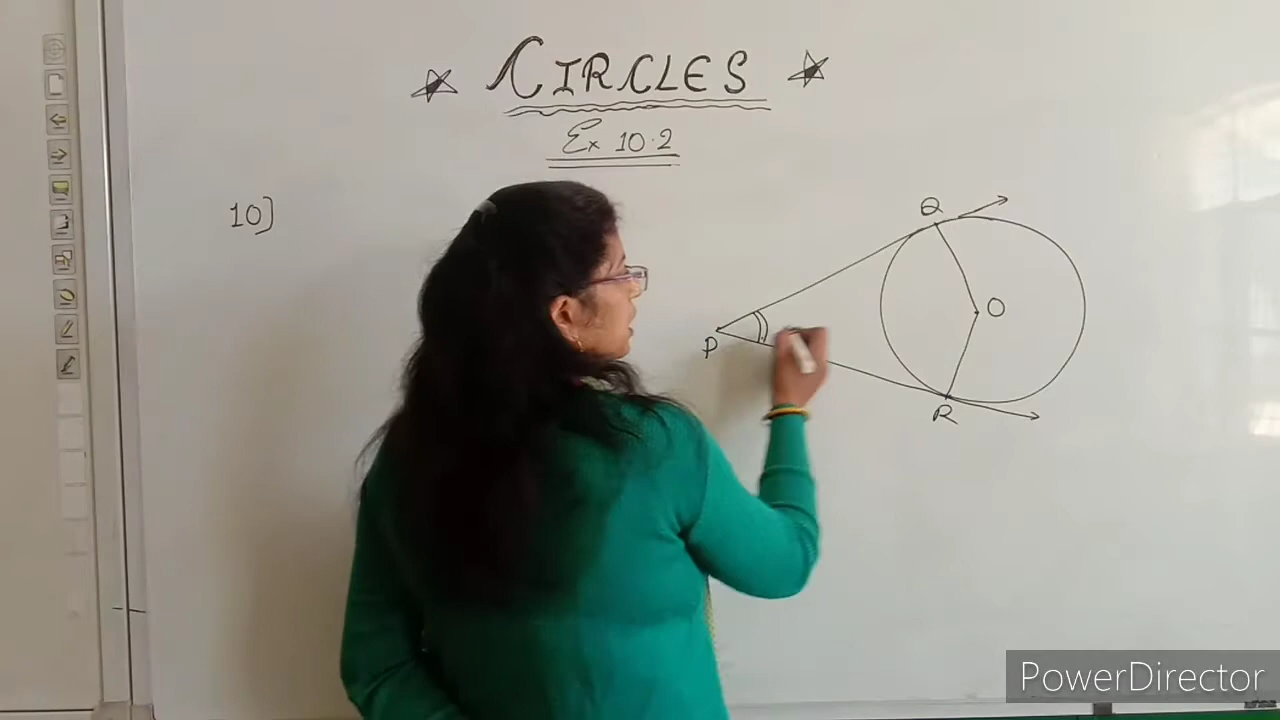 CIRCLES
Ex 10.2
10]
Q
O
P
R
PowerDirector